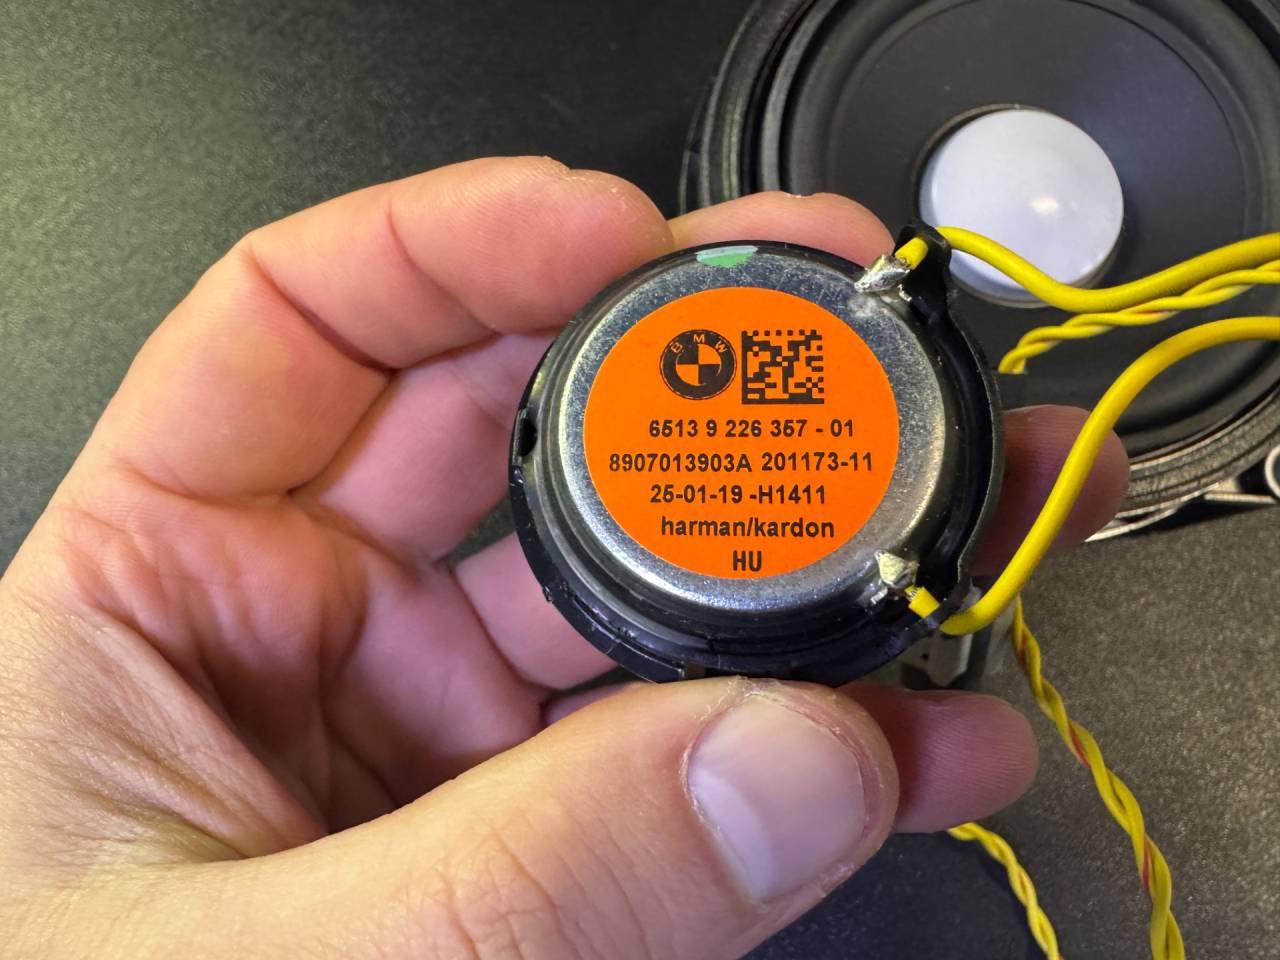 BMW
6513 9 226 357 - 01
8907013903A 201173-11
25-01-19 -H1411
harman/kardon
HU